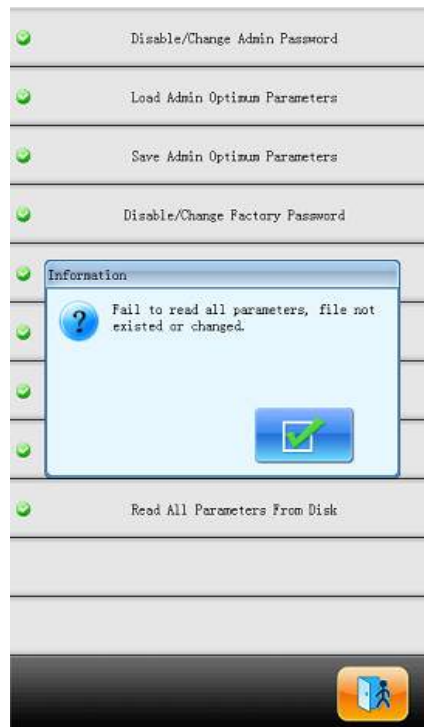 Disable/Change Admin Password
Load Admin Optimum Parameters
Save Admin Optimum Parameters
Disable/Change Factory Password
Information
?
Fail to read all parameters, file not
existed or changed.
Read All Parameters From Disk